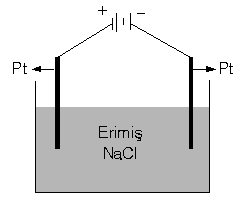 + −
Pt Pt
Erimiş
NaCl